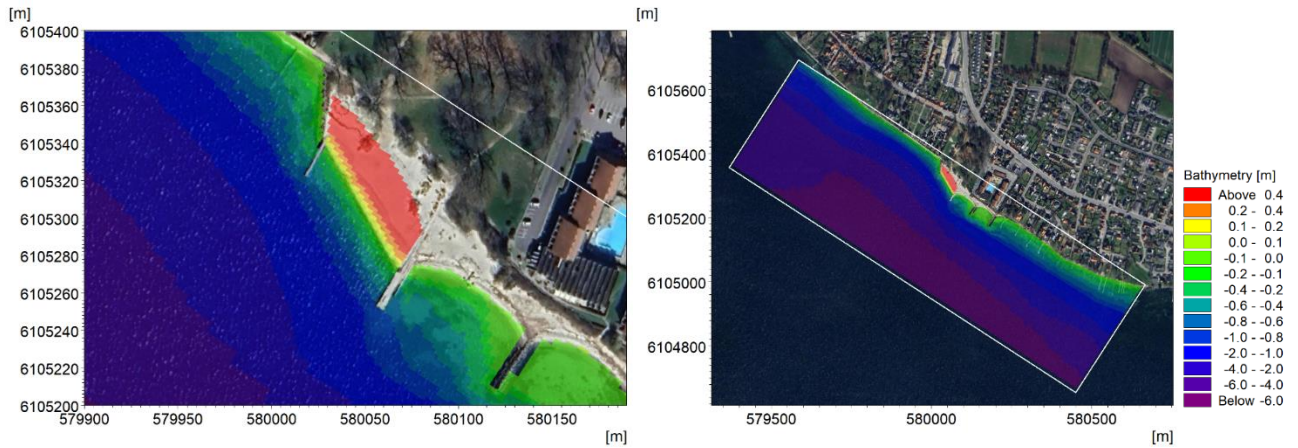 [m]
6105400
6105380
6105360
6105340
6105320
6105300
6105280
6105260
6105240
6105220
6105200
579900
579950
580000
580050
580100
580150
[m]
[m]
6105600
6105400
6105200
6105000
6104800
579500
580000
580500
[m]
Bathymetry [m]
Above 0.4
0.2 - 0.4
0.1 - 0.2
0.0 - 0.1
-0.1 - 0.0
-0.2 - -0.1
-0.4 - -0.2
-0.6 - -0.4
-0.8 - -0.6
-1.0 - -0.8
-2.0 - -1.0
-4.0 - -2.0
-6.0 - -4.0
Below -6.0